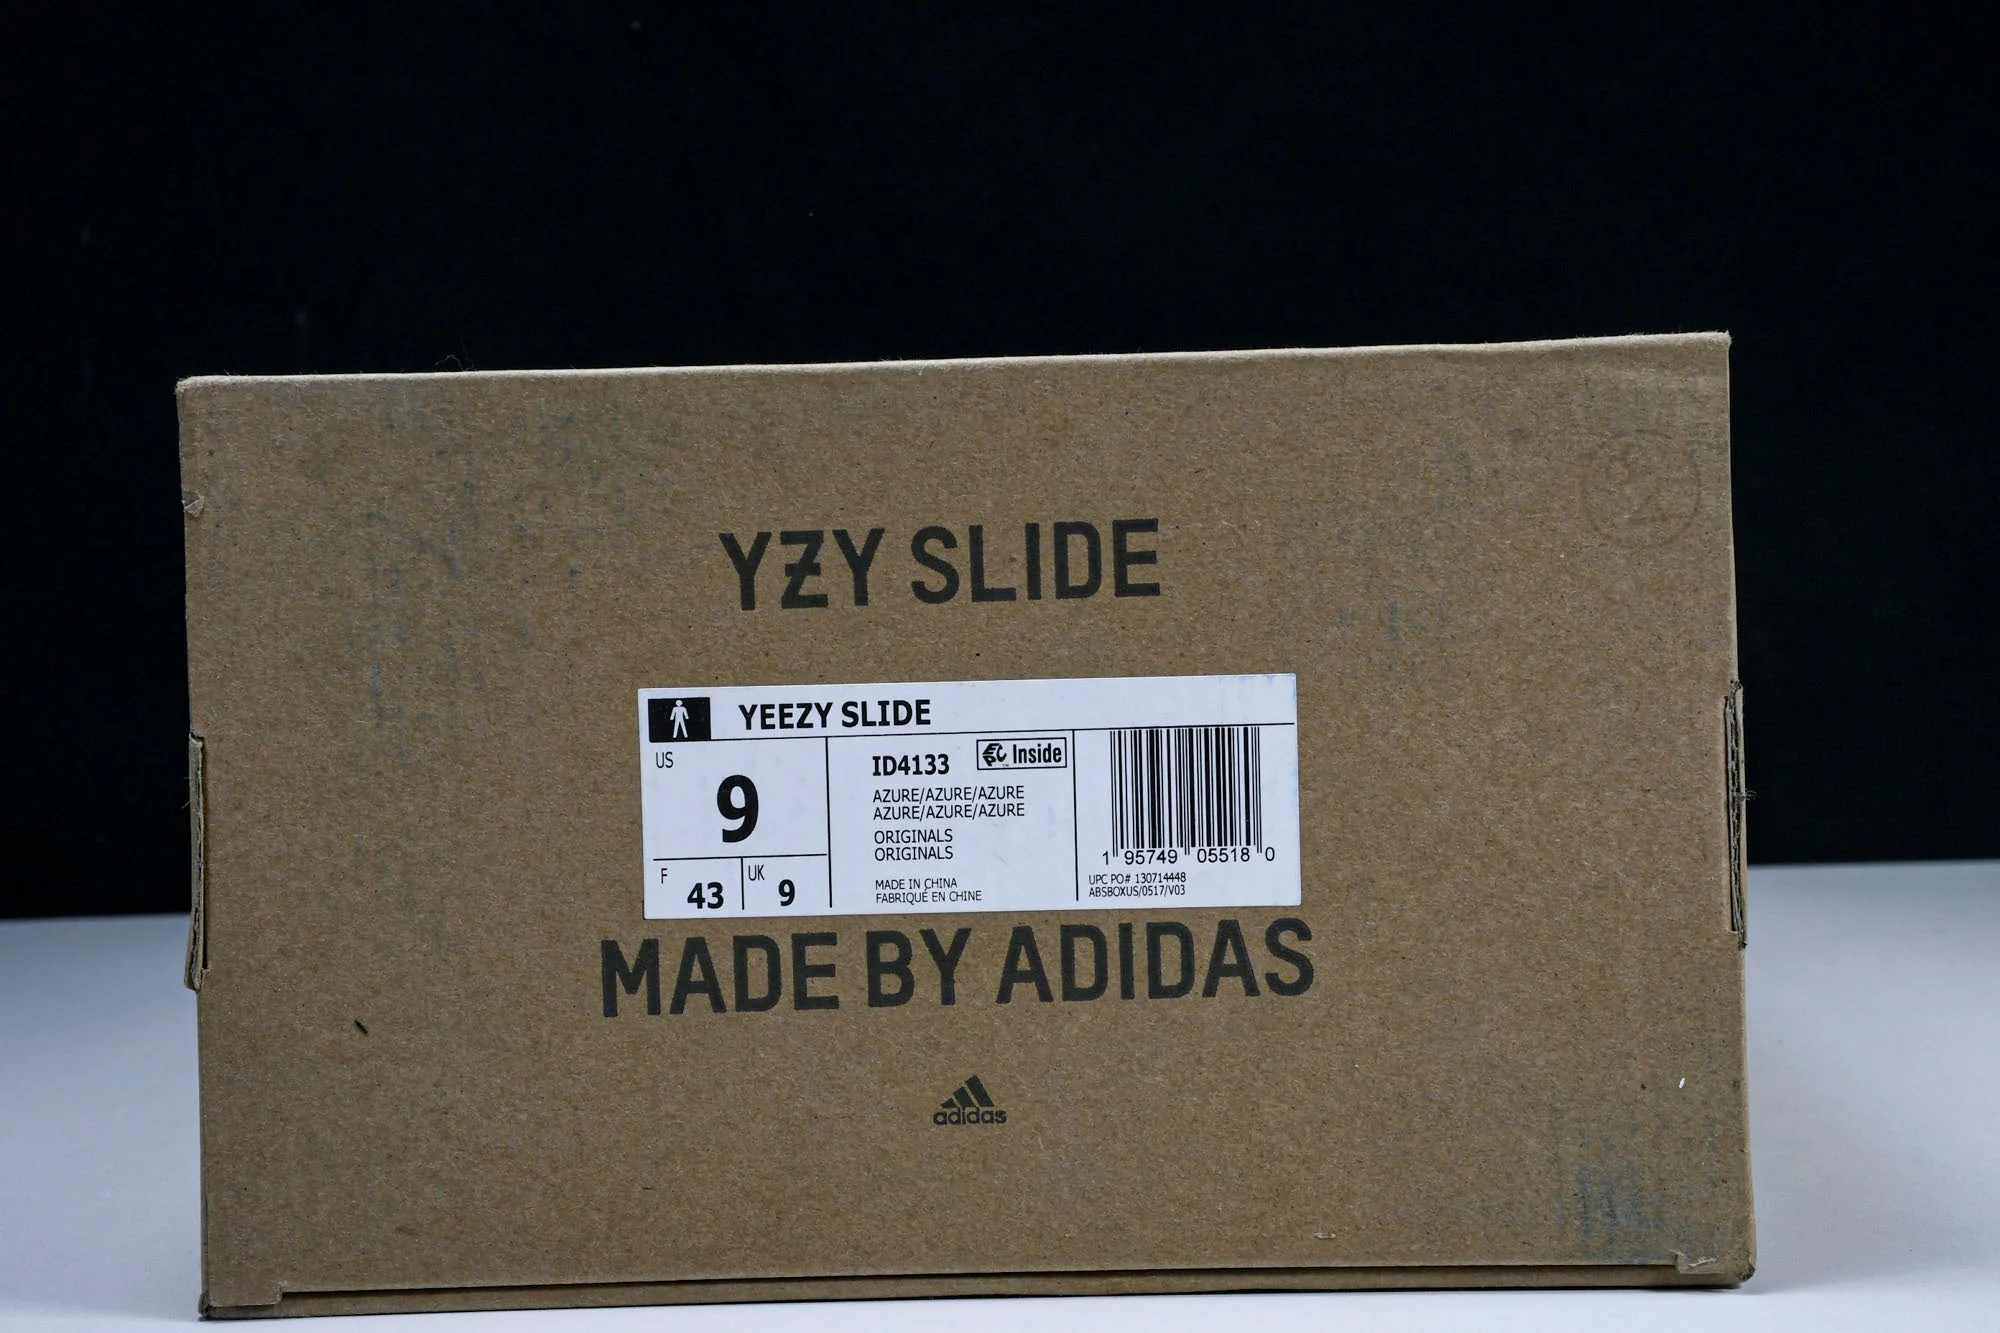 YZY SLIDE
YEEZY SLIDE
US
9
F 43
UK 9
ID4133
EC Inside
AZURE/AZURE/AZURE
AZURE/AZURE/AZURE
ORIGINALS
ORIGINALS
MADE IN CHINA
FABRIQUÉ EN CHINE
1 95749 05518 0
UPC PO# 130714448
ABSBOXUS/0517/V03
MADE BY ADIDAS
adidas